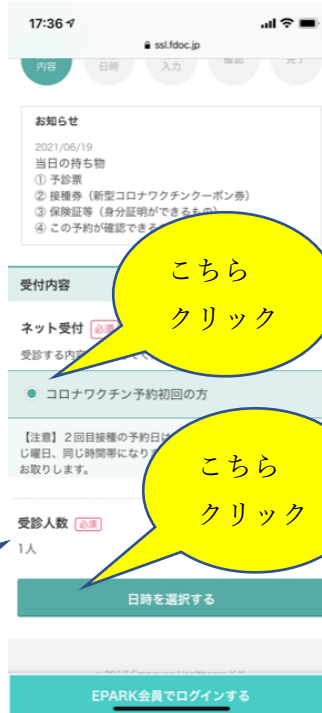 17:36
ssl.fdoc.jp
内容
日時
入力
確認
完了
お知らせ
2021/06/19
当日の持ち物
① 予診票
② 接種券（新型コロナワクチンクーポン券）
③ 保険証等（身分証明ができるもの）
④ この予約が確認でき
こちら
クリック
受付内容
ネット受付 必須
受診する内
コロナワクチン予約初回の方
【注意】2回目接種の予約日は
じ曜日、同じ時間帯になり
お取りします。
こちら
クリック
受診人数 必須
1人
日時を選択する
EPARK会員でログインする